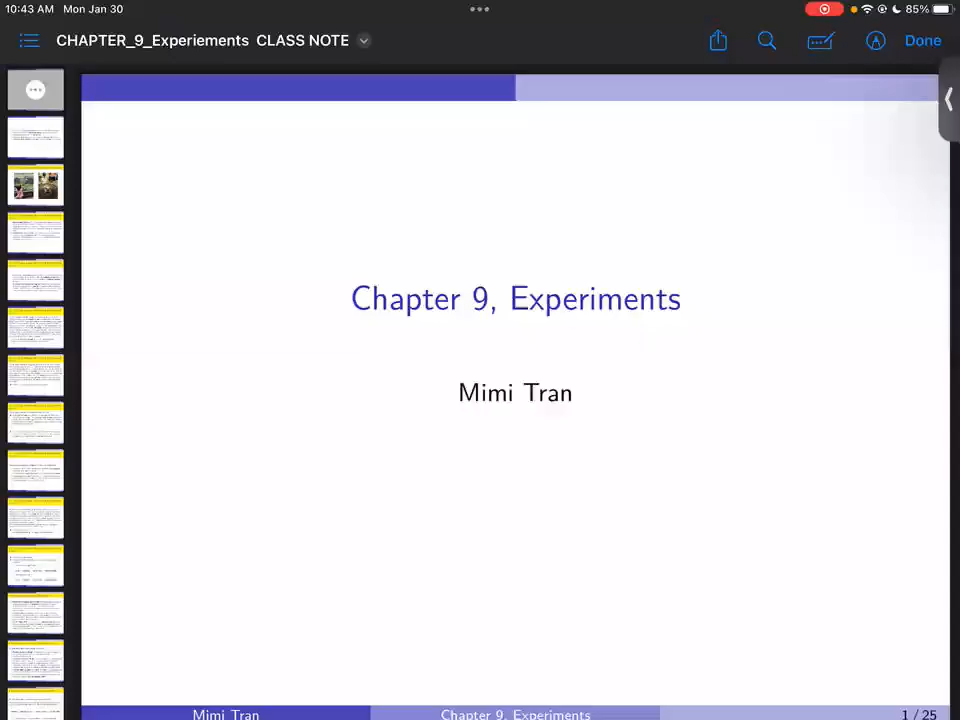 10:43 AM Mon Jan 30
85%
CHAPTER_9_Experiements CLASS NOTE
Done
Chapter 9, Experiments
Mimi Tran
Mimi Tran
Chapter 9, Experiments
1 / 25